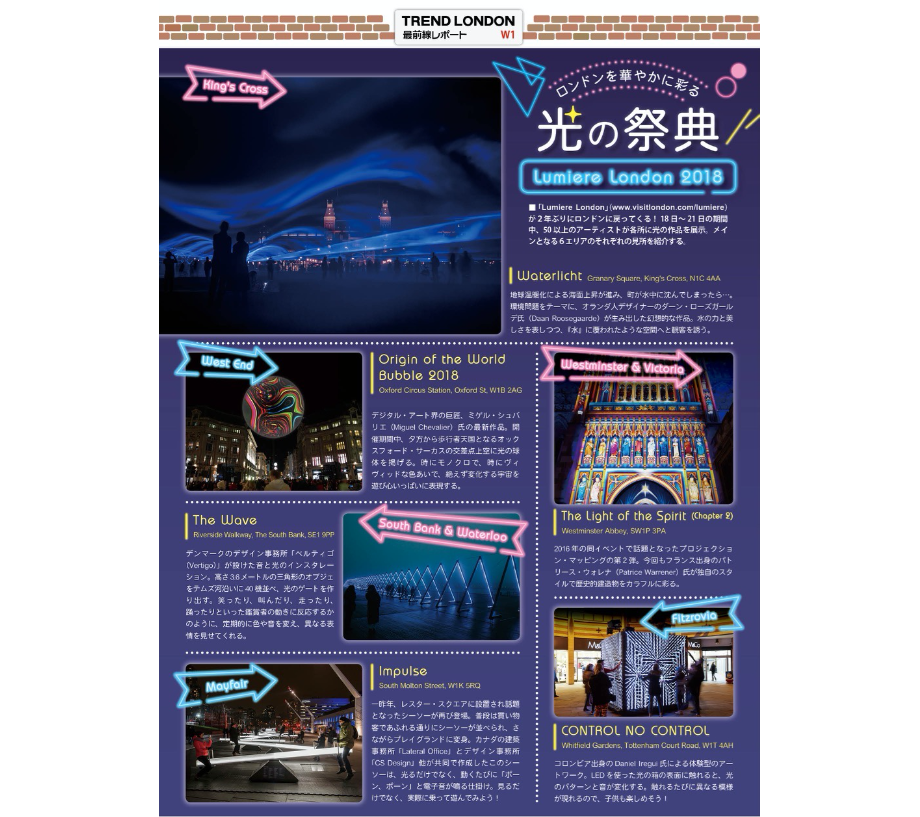 TREND LONDON
最前線レポート W1
King's Cross
ロンドンを華やかに彩る
光の祭典
Lumiere London 2018
■「Lumiere London」(www.visitlondon.com/lumiere)
が2年ぶりにロンドンに戻ってくる！ 18日〜21日の期間
中、50以上のアーティストが各所に光の作品を展示。メイ
ンとなる6エリアのそれぞれの見所を紹介する。
Waterlicht Granary Square, King's Cross, N1C 4AA
地球温暖化による海面上昇が進み、町が水中に沈んでしまったら…。
環境問題をテーマに、オランダ人デザイナーのダーン・ローズガール
デ氏（Daan Roosegaarde）が生み出した幻想的な作品。水の力と美
しさを表しつつ、『水』に覆われたような空間へと観客を誘う。
West End
Origin of the World
Bubble 2018
Oxford Circus Station, Oxford St, W1B 2AG
デジタル・アート界の巨匠、ミゲル・シュバ
リエ（Miguel Chevalier）氏の最新作品。開
催期間中、夕方から歩行者天国となるオック
スフォード・サーカスの交差点上空に光の球
体を掲げる。時にモノクロで、時にヴィ
ヴィッドな色あいで、絶えず変化する宇宙を
遊び心いっぱいに表現する。
Westminster & Victoria
The Light of the Spirit (Chapter 2)
Westminster Abbey, SW1P 3PA
2016年の同イベントで話題となったプロジェクショ
ン・マッピングの第2弾。今回もフランス出身のパト
リース・ウォレナ（Patrice Warrener）氏が独自のスタ
イルで歴史的建造物をカラフルに彩る。
The Wave
Riverside Walkway, The South Bank, SE1 9PP
デンマークのデザイン事務所「ベルティゴ
(Vertigo)」が設けた音と光のインスタレー
ション。高さ3.6メートルの三角形のオブジェ
をテムズ河沿いに40機並べ、光のゲートを作
り出す。笑ったり、叫んだり、走ったり、
踊ったりといった鑑賞者の動きに反応するか
のように、定期的に色や音を変え、異なる表
情を見せてくれる。
South Bank & Waterloo
Fitzrovia
CONTROL NO CONTROL
Whitfield Gardens, Tottenham Court Road, W1T 4AH
コロンビア出身のDaniel Iregui氏による体験型のアー
トワーク。LEDを使った光の箱の表面に触れると、光
のパターンと音が変化する。触れるたびに異なる模様
が現れるので、子供も楽しめそう！
Mayfair
Impulse
South Molton Street, W1K 5RQ
一昨年、レスター・スクエアに設置され話題
となったシーソーが再び登場。普段は買い物
客であふれる通りにシーソーが並べられ、さ
ながらプレイグランドに変身。カナダの建築
事務所「Lateral Office」とデザイン事務所
「CS Design」他が共同で作成したこのシー
ソーは、光るだけでなく、動くたびに「ポー
ン、ポーン」と電子音が鳴る仕掛け。見るだ
けでなく、実際に乗って遊んでみよう！